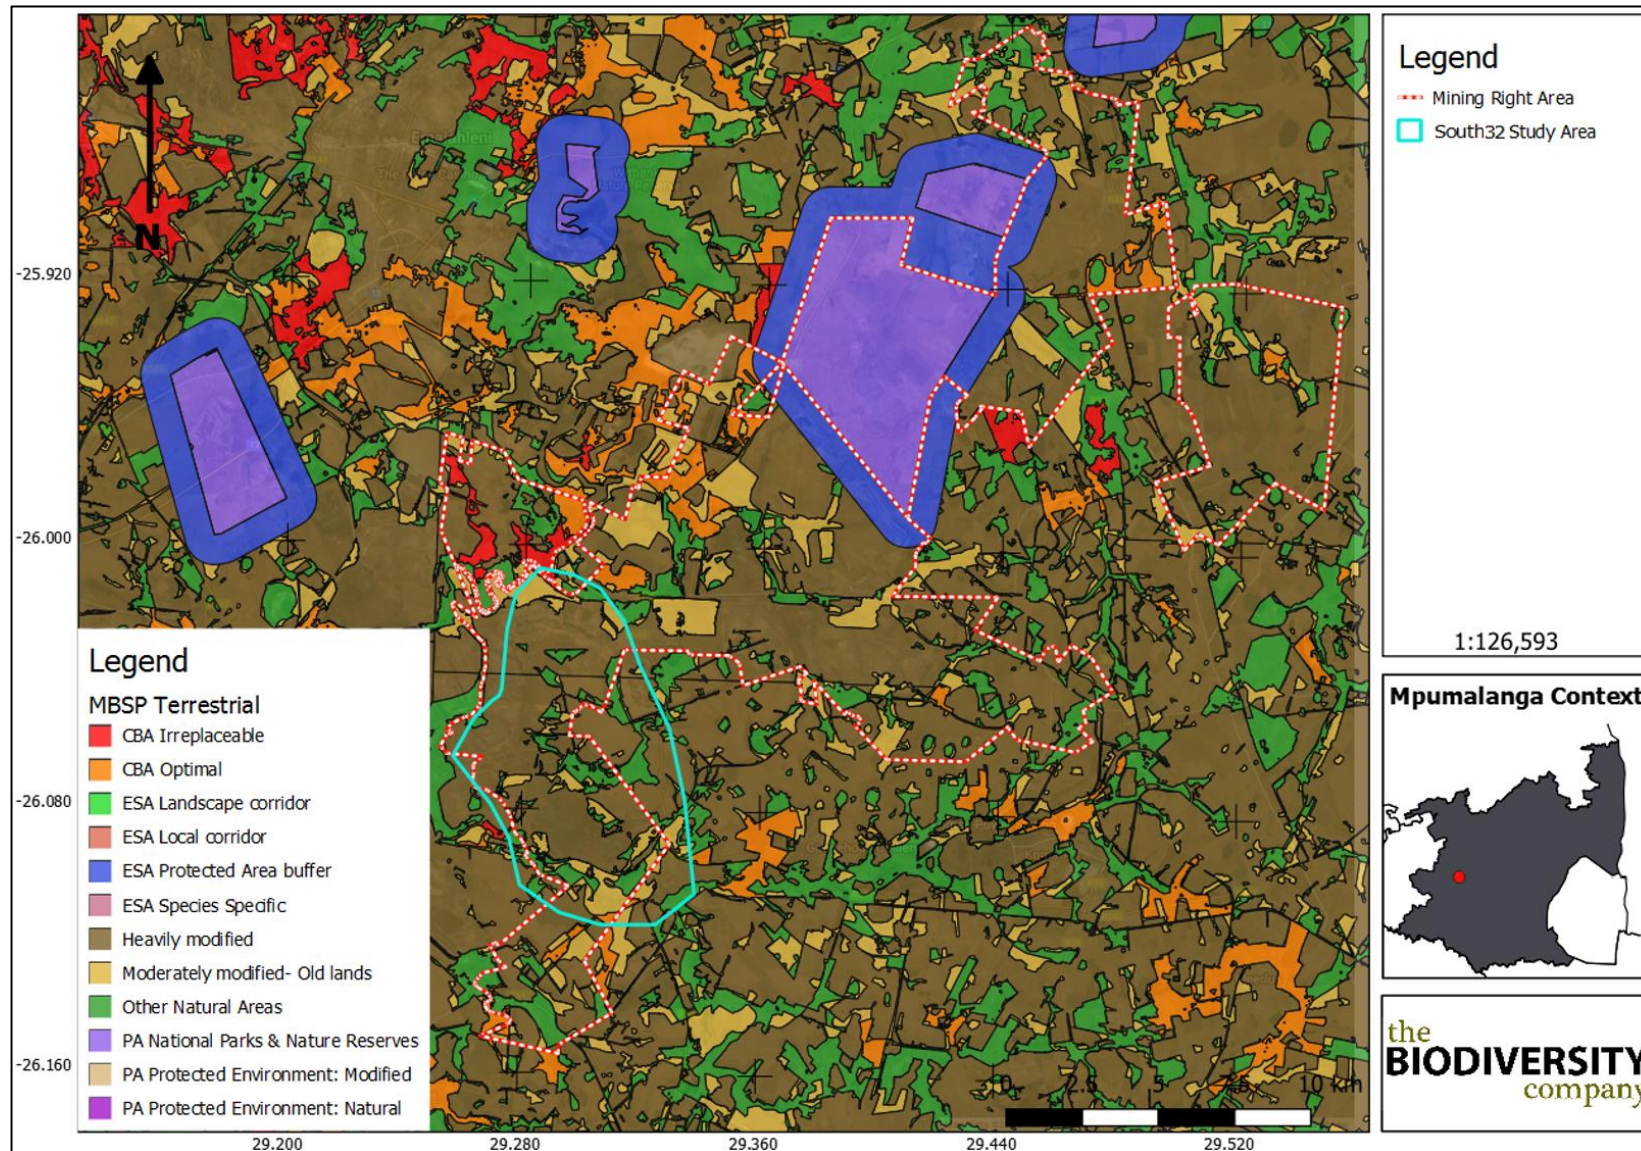 N
-25.920
-26.000
-26.080
-26.160
29.200
29.280
29.360
29.440
29.520
2.5
5
10 km
Legend
MBSP Terrestrial
CBA Irreplaceable
CBA Optimal
ESA Landscape corridor
ESA Local corridor
ESA Protected Area buffer
ESA Species Specific
Heavily modified
Moderately modified- Old lands
Other Natural Areas
PA National Parks & Nature Reserves
PA Protected Environment: Modified
PA Protected Environment: Natural
Legend
Mining Right Area
South32 Study Area
1:126,593
Mpumalanga Context
the
BIODIVERSITY
company